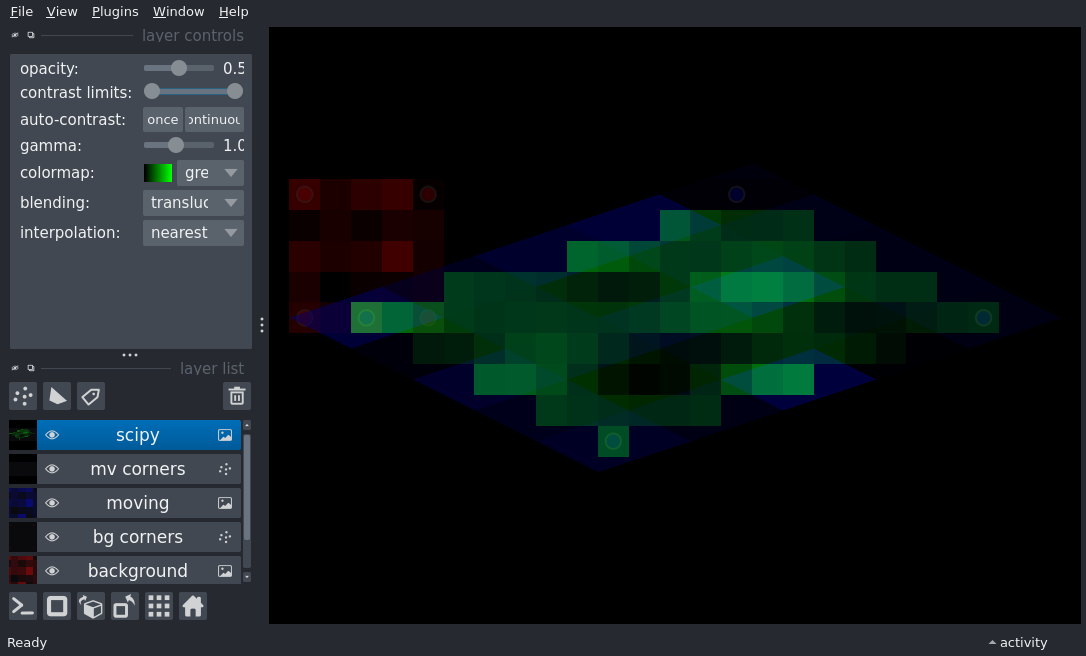 File View Plugins Window Help
layer controls
opacity: 0.5
contrast limits:
auto-contrast: once ontinuou
gamma: 1.0
colormap: gre
blending: transluc
interpolation: nearest
layer list
scipy
mv corners
moving
bg corners
background
Ready
activity